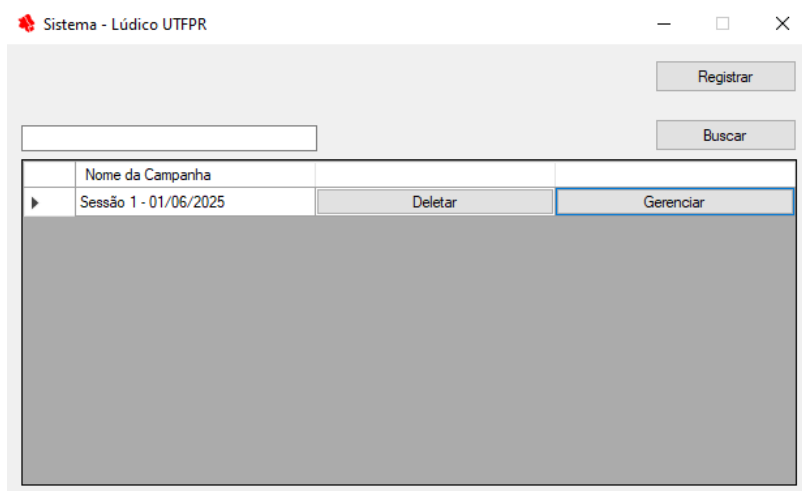 Sistema - Lúdico UTFPR
Registrar
Buscar
Nome da Campanha
Sessão 1 - 01/06/2025 Deletar Gerenciar